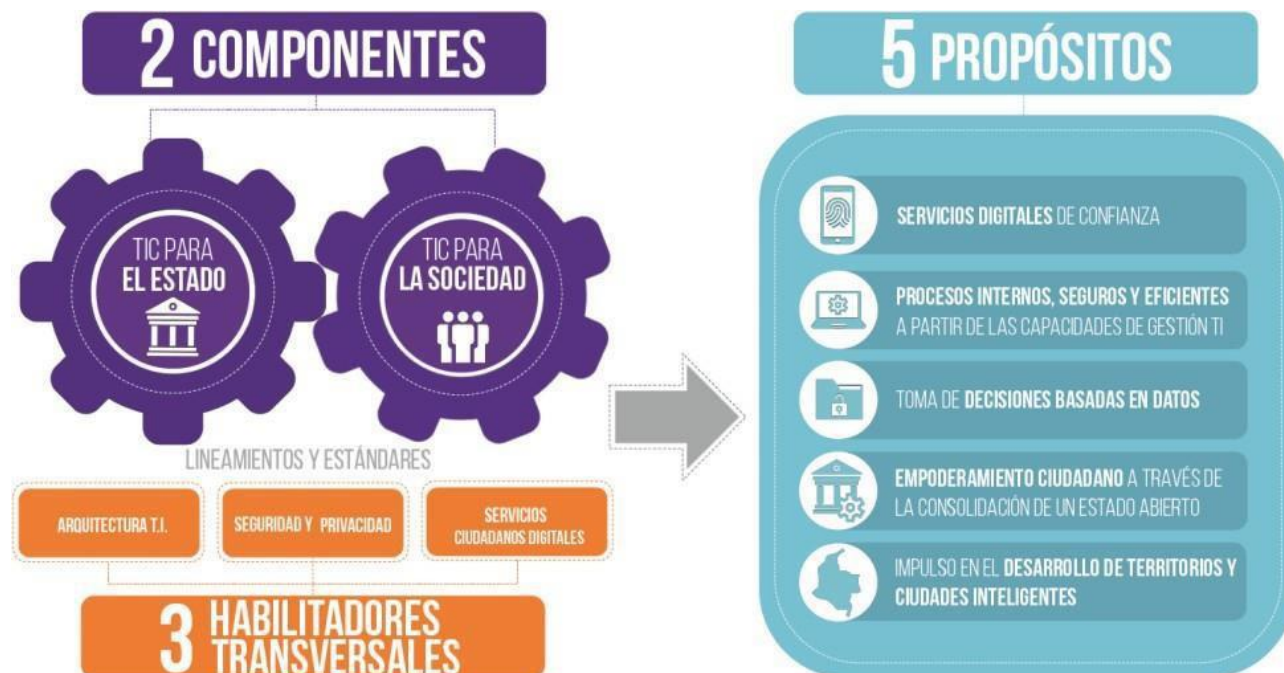 2 COMPONENTES
TIC PARA
EL ESTADO
TIC PARA
LA SOCIEDAD
LINEAMIENTOS Y ESTÁNDARES
ARQUITECTURA T.I.
SEGURIDAD Y PRIVACIDAD
SERVICIOS
CIUDADANOS DIGITALES
3 HABILITADORES
TRANSVERSALES
5 PROPÓSITOS
SERVICIOS DIGITALES DE CONFIANZA
PROCESOS INTERNOS, SEGUROS Y EFICIENTES
A PARTIR DE LAS CAPACIDADES DE GESTIÓN TI
TOMA DE DECISIONES BASADAS EN DATOS
EMPODERAMIENTO CIUDADANO A TRAVÉS DE
LA CONSOLIDACIÓN DE UN ESTADO ABIERTO
IMPULSO EN EL DESARROLLO DE TERRITORIOS Y
CIUDADES INTELIGENTES